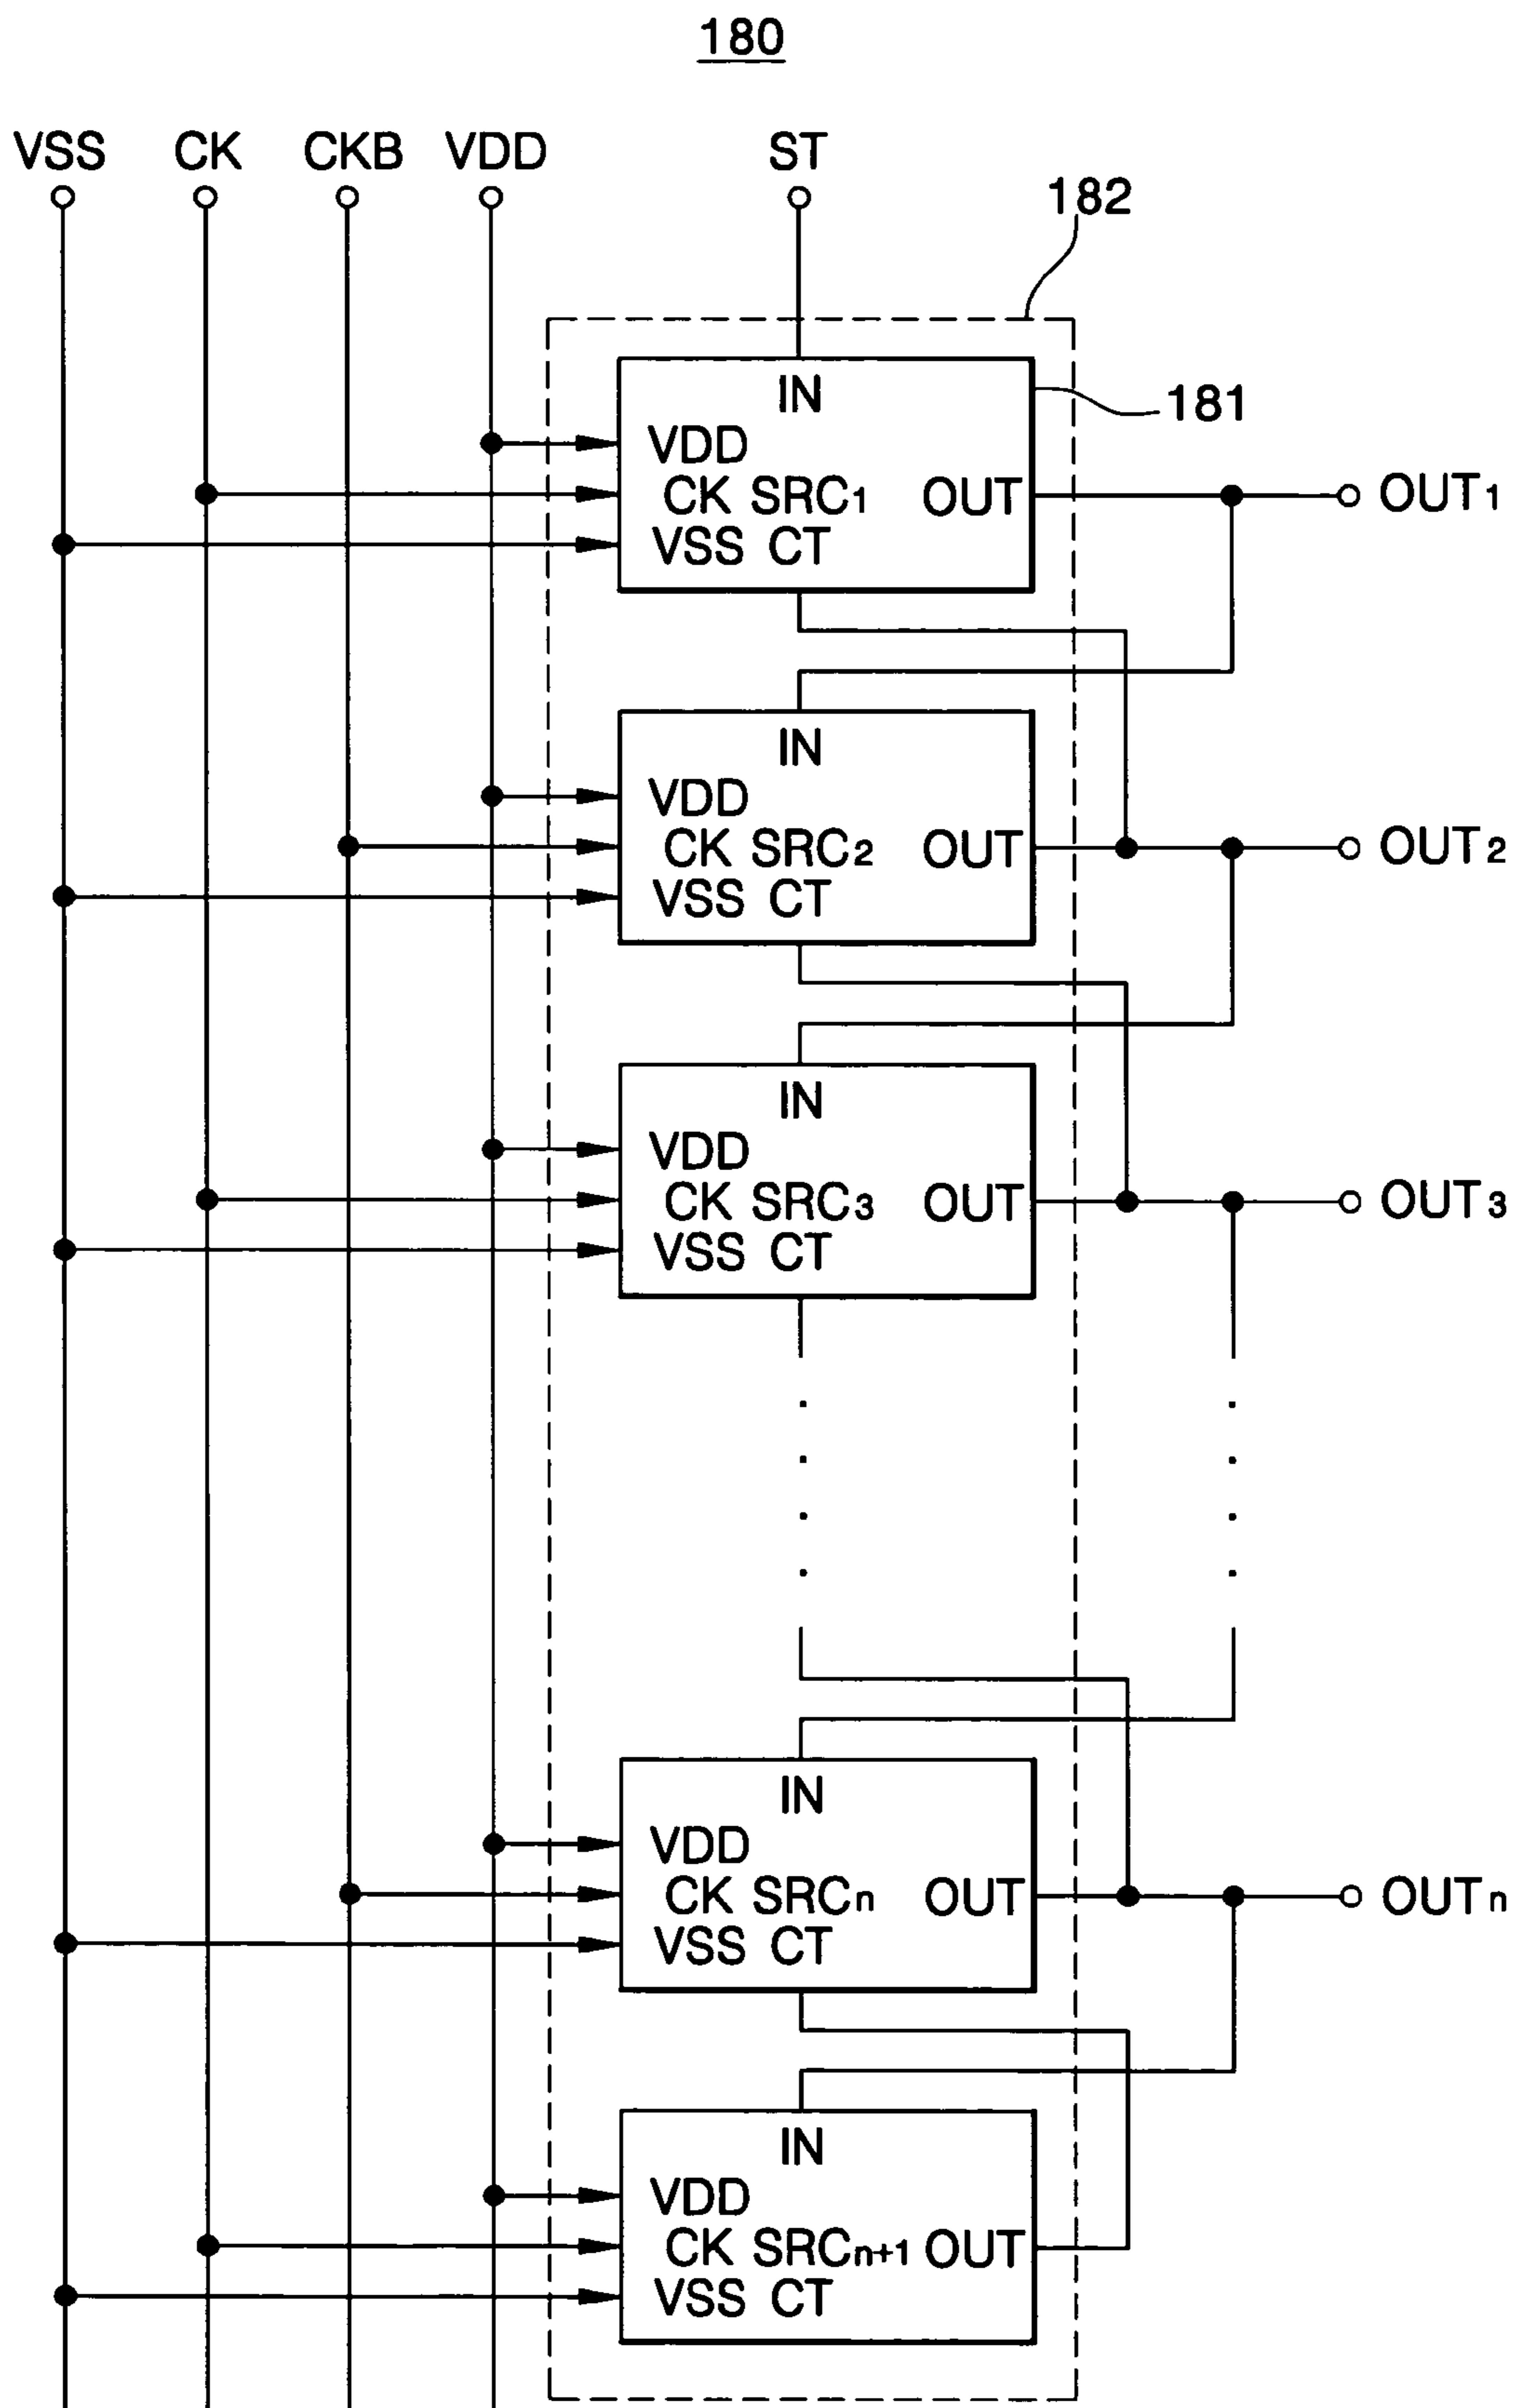 180
VSS CK CKB VDD ST
182
IN
181
VDD
CK SRC1 OUT OUT1
VSS CT
IN
VDD
CK SRC2 OUT OUT2
VSS CT
IN
VDD
CK SRC3 OUT OUT3
VSS CT
IN
VDD
CK SRCn OUT OUTn
VSS CT
IN
VDD
CK SRCn+1 OUT
VSS CT